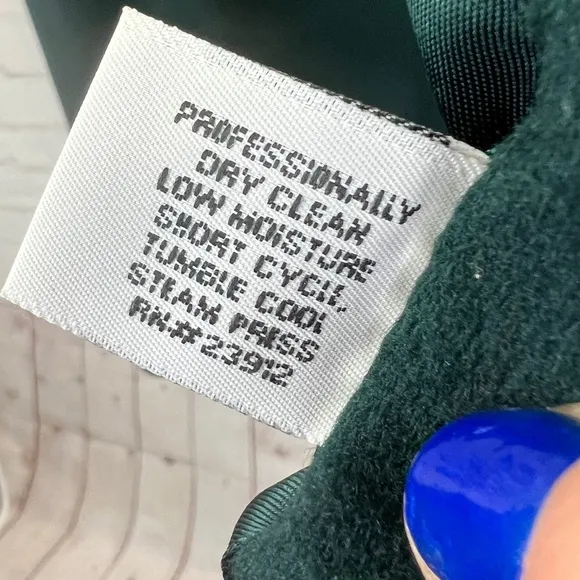 PROFESSIONALLY
DRY CLEAN
LOW MOISTURE
SHORT CYCLE,
TUMBLE COOL
STEAM PRESS
RN.# 23912